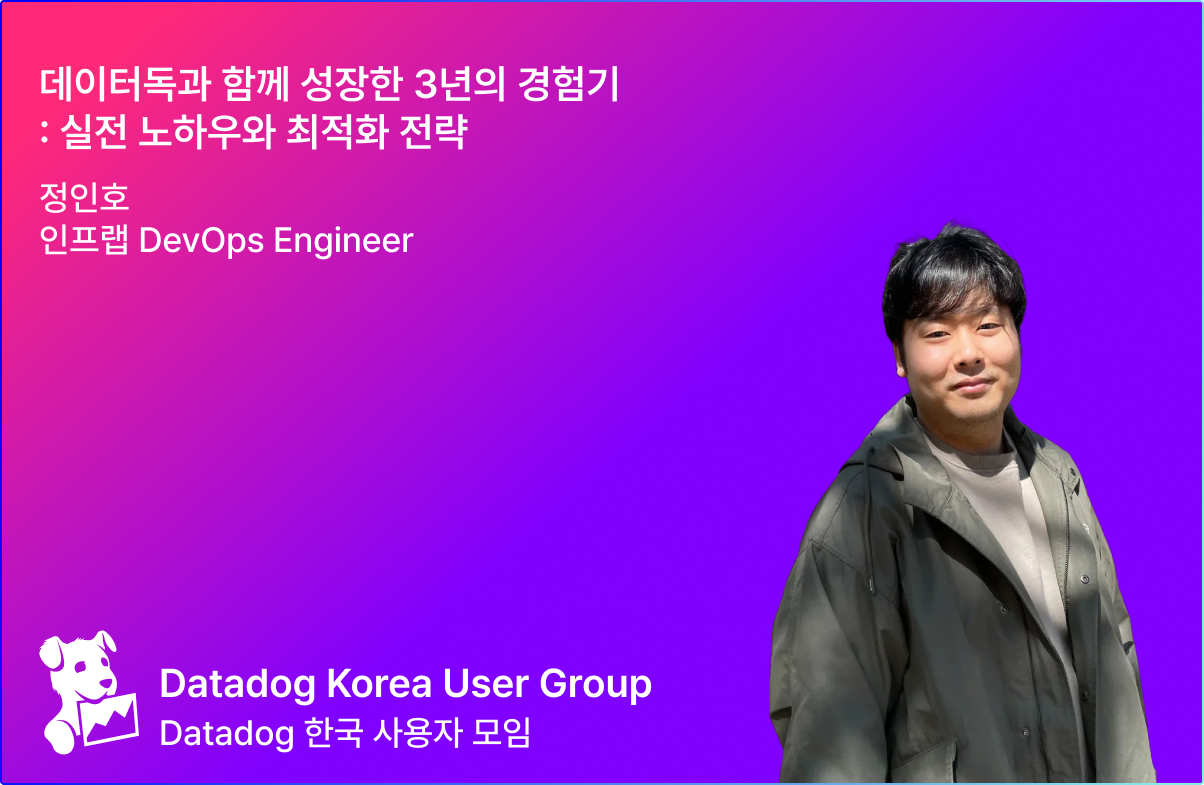 데이터독과 함께 성장한 3년의 경험기
: 실전 노하우와 최적화 전략
정인호
인프랩 DevOps Engineer
Datadog Korea User Group
Datadog 한국 사용자 모임